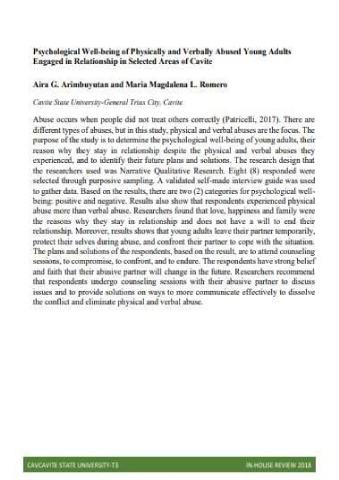 Psychological Well-being of Physically and Verbally Abused Young Adults
Engaged in Relationship in Selected Areas of Cavite
Aira G. Arimbuyutan and Maria Magdalena L. Romero
Cavite State University-General Trias City, Cavite
Abuse occurs when people did not treat others correctly (Patricelli, 2017). There are
different types of abuses, but in this study, physical and verbal abuses are the focus. The
purpose of the study is to determine the psychological well-being of young adults, their
reason why they stay in relationship despite the physical and verbal abuses they
experienced, and to identify their future plans and solutions. The research design that
the researchers used was Narrative Qualitative Research. Eight (8) responded were
selected through purposive sampling. A validated self-made interview guide was used
to gather data. Based on the results, there are two (2) categories for psychological well-
being: positive and negative. Results also show that respondents experienced physical
abuse more than verbal abuse. Researchers found that love, happiness and family were
the reasons why they stay in relationship and does not have a will to end their
relationship. Moreover, results shows that young adults leave their partner temporarily,
protect their selves during abuse, and confront their partner to cope with the situation.
The plans and solutions of the respondents, based on the result, are to attend counseling
sessions, to compromise, to confront, and to endure. The respondents have strong belief
and faith that their abusive partner will change in the future. Researchers recommend
that respondents undergo counseling sessions with their abusive partner to discuss
issues and to provide solutions on ways to more communicate effectively to dissolve
the conflict and eliminate physical and verbal abuse.
CAVCAVITE STATE UNIVERSITY-T3 IN-HOUSE REVIEW 2018